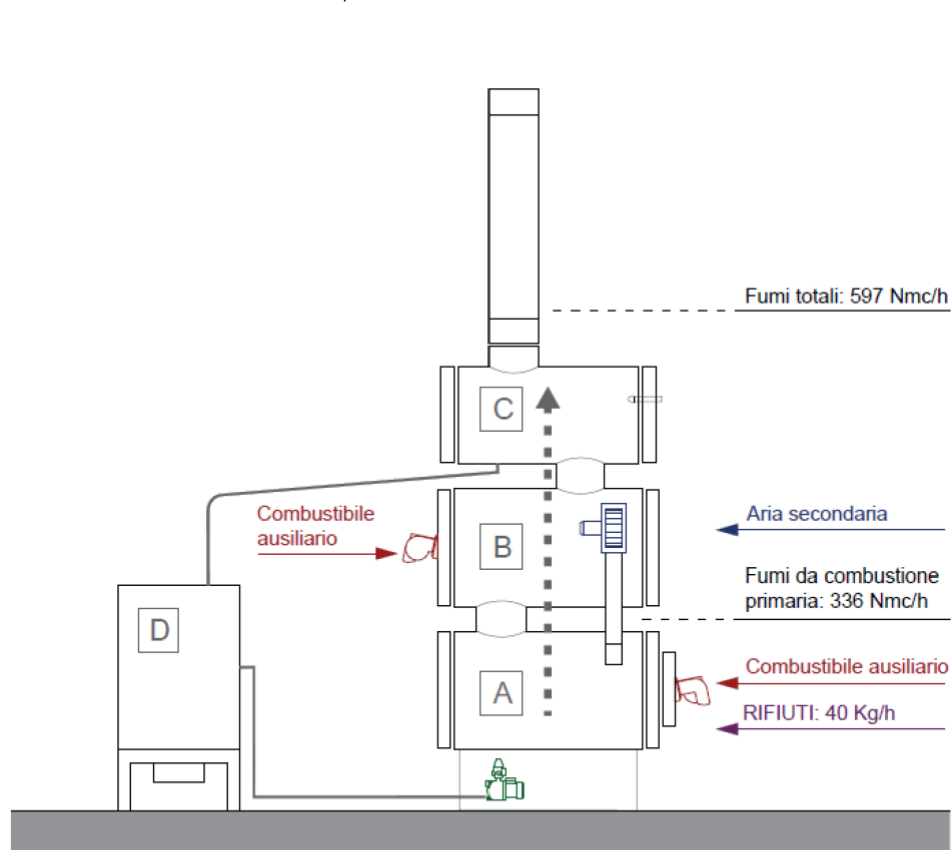 Fumi totali: 597 Nmc/h
C
Combustibile
ausiliario
Aria secondaria
B
Fumi da combustione
primaria: 336 Nmc/h
D
Combustibile ausiliario
A
RIFIUTI: 40 Kg/h